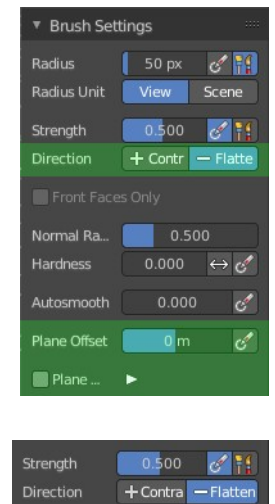 Brush Settings
Radius 50 px
Radius Unit View Scene
Strength 0.500
Direction + Contr − Flatte
Front Faces Only
Normal Ra... 0.500
Hardness 0.000
Autosmooth 0.000
Plane Offset 0 m
Plane ...
Strength 0.500
Direction + Contra − Flatten